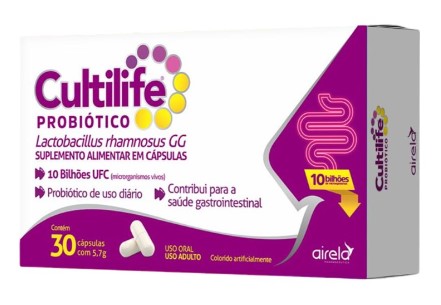 Cultilife
PROBIÓTICO
Lactobacillus rhamnosus GG
SUPLEMENTO ALIMENTAR EM CÁPSULAS
10 Bilhões UFC (microrganismos vivos)
Probiótico de uso diário
Contribui para a
saúde gastrointestinal
Contém
30 cápsulas
com 5,7g
USO ORAL
USO ADULTO
Colorido artificialmente
airela
10 bilhões
Cultilife
PROBIÓTICO
airela